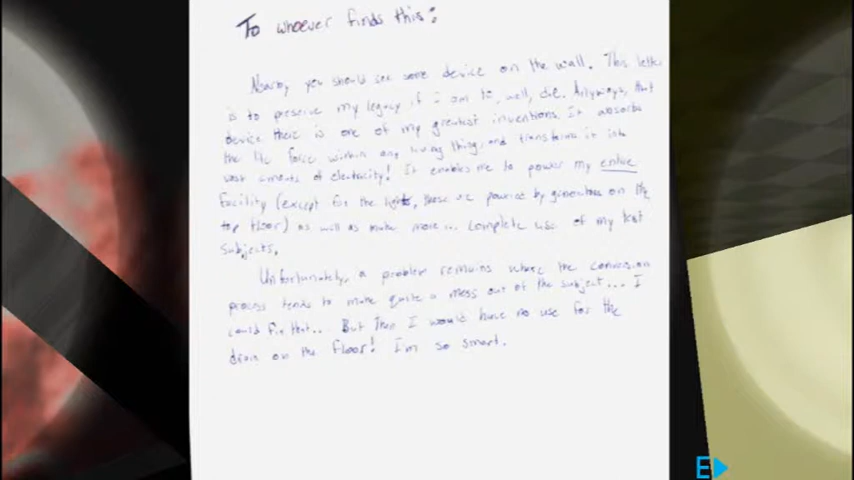 To whoever finds this:
Nearby you should see some device on the wall. This letter
is to preserve my legacy if I am to, well, die. Anyways, that
device there is one of my greatest inventions. It absorbs
the life force within any living thing, and transforms it into
vast aments of electricity! It enables me to power my entire
facility (except for the lights, those are powered by generators on the
top floor) as well as make more... complete use of my test
subjects.
Unfortunately, a problem remains where the conversion
process tends to make quite a mess out of the subject... I
could fix that.. But then I would have no use for the
drain on the floor! I'm so smart.
E